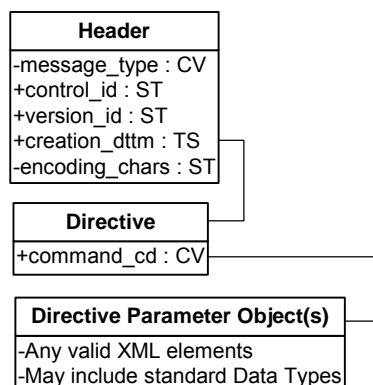 Header
-message_type : CV
+control_id : ST
+version_id : ST
+creation_dttm : TS
-encoding_chars : ST
Directive
+command_cd : CV
Directive Parameter Object(s)
-Any valid XML elements
-May include standard Data Types